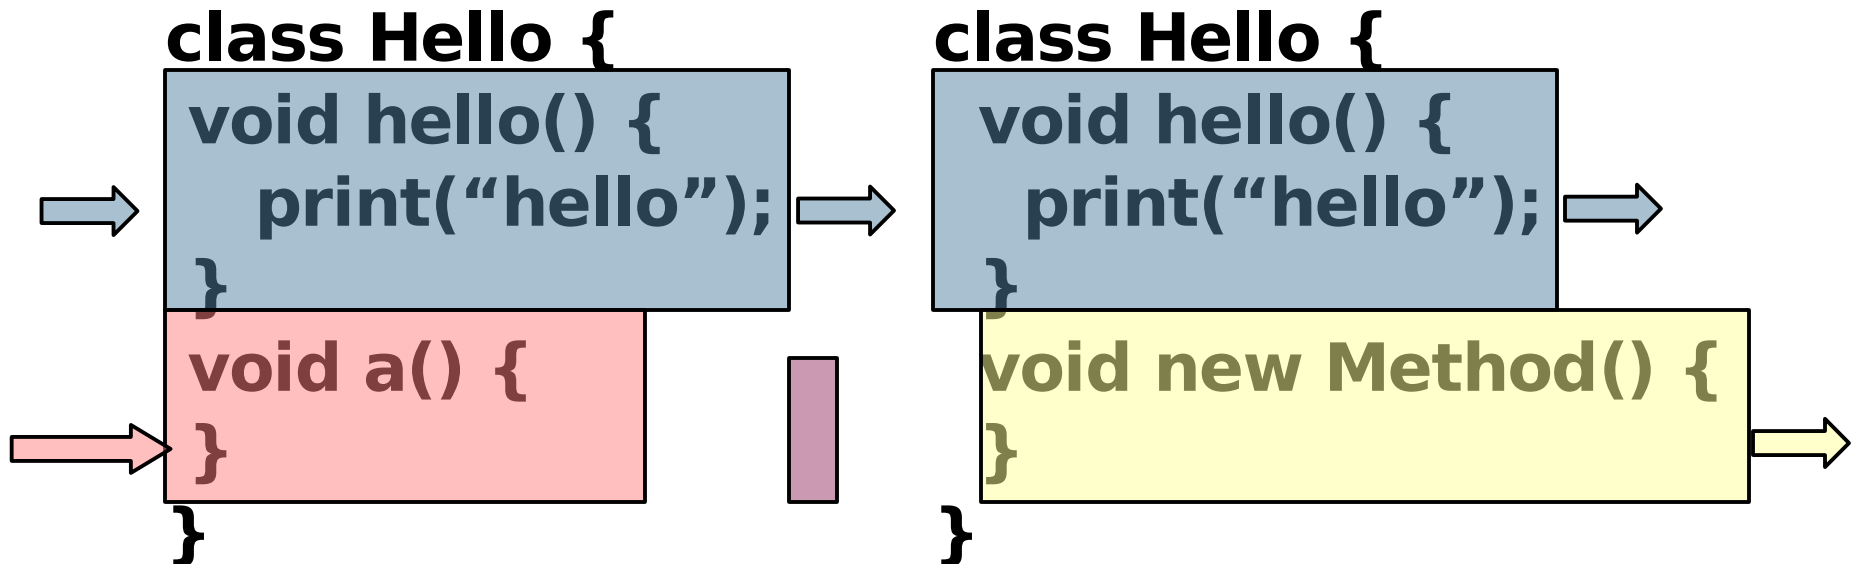 class Hello {
void hello() {
print(“hello”);
}
void a() {
}
}
class Hello {
void hello() {
print(“hello”);
}
void new Method() {
}
}